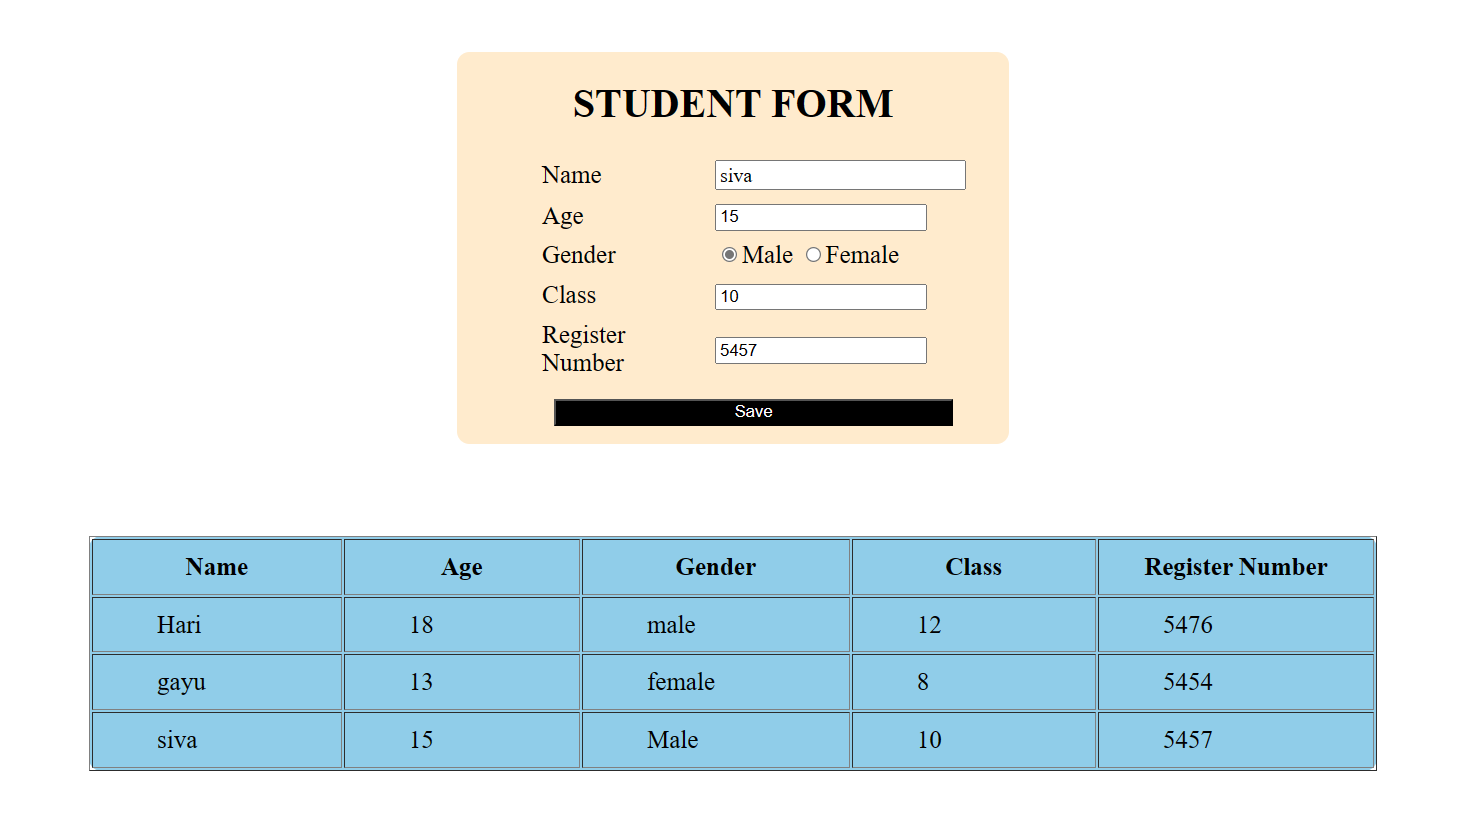 STUDENT FORM
Name siva
Age 15
Gender Male Female
Class 10
Register
Number 5457
Save
Name Age Gender Class Register Number
Hari 18 male 12 5476
gayu 13 female 8 5454
siva 15 Male 10 5457